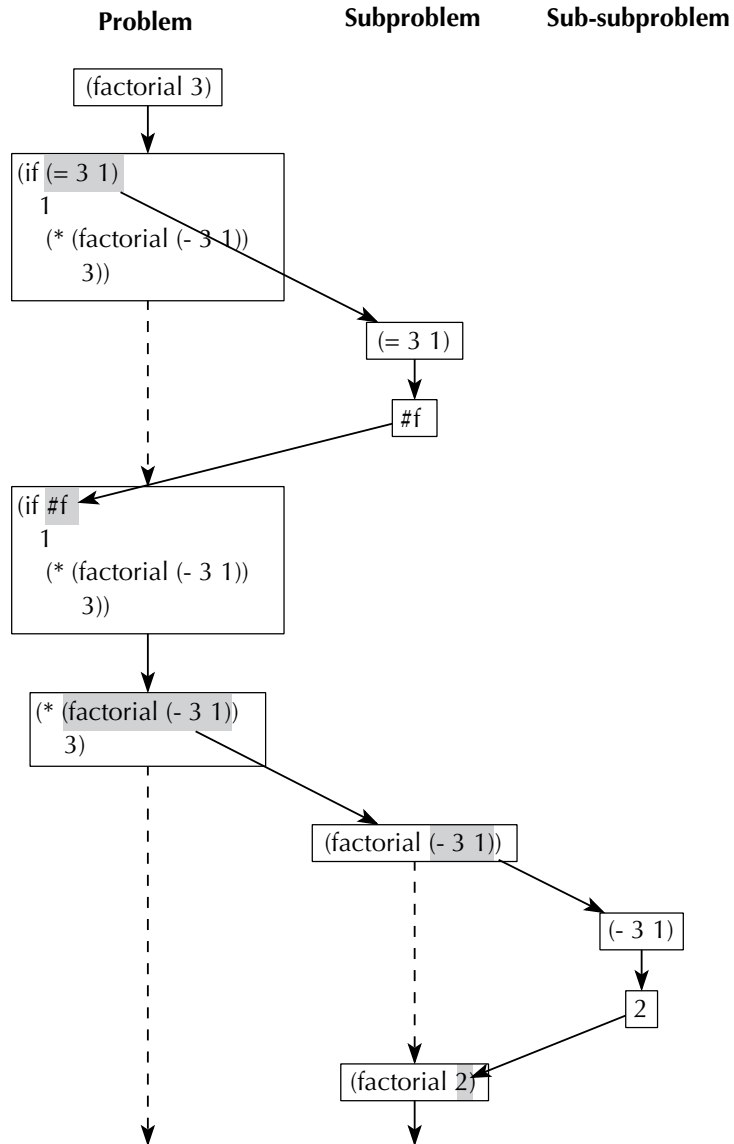 Problem Subproblem Sub-subproblem
(factorial 3)
(if (= 3 1)
1
(* (factorial (- 3 1))
3))
(= 3 1)
#f
(if #f
1
(* (factorial (- 3 1))
3))
(* (factorial (- 3 1))
3)
(factorial (- 3 1))
(- 3 1)
2
(factorial 2)